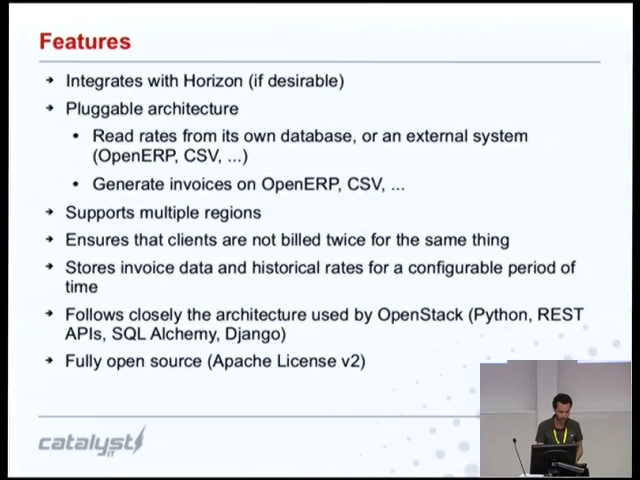 Features
Integrates with Horizon (if desirable)
Pluggable architecture
Read rates from its own database, or an external system
(OpenERP, CSV, ...)
Generate invoices on OpenERP, CSV, ...
Supports multiple regions
Ensures that clients are not billed twice for the same thing
Stores invoice data and historical rates for a configurable period of
time
Follows closely the architecture used by OpenStack (Python, REST
APIs, SQL Alchemy, Django)
Fully open source (Apache License v2)
catalyst
IT